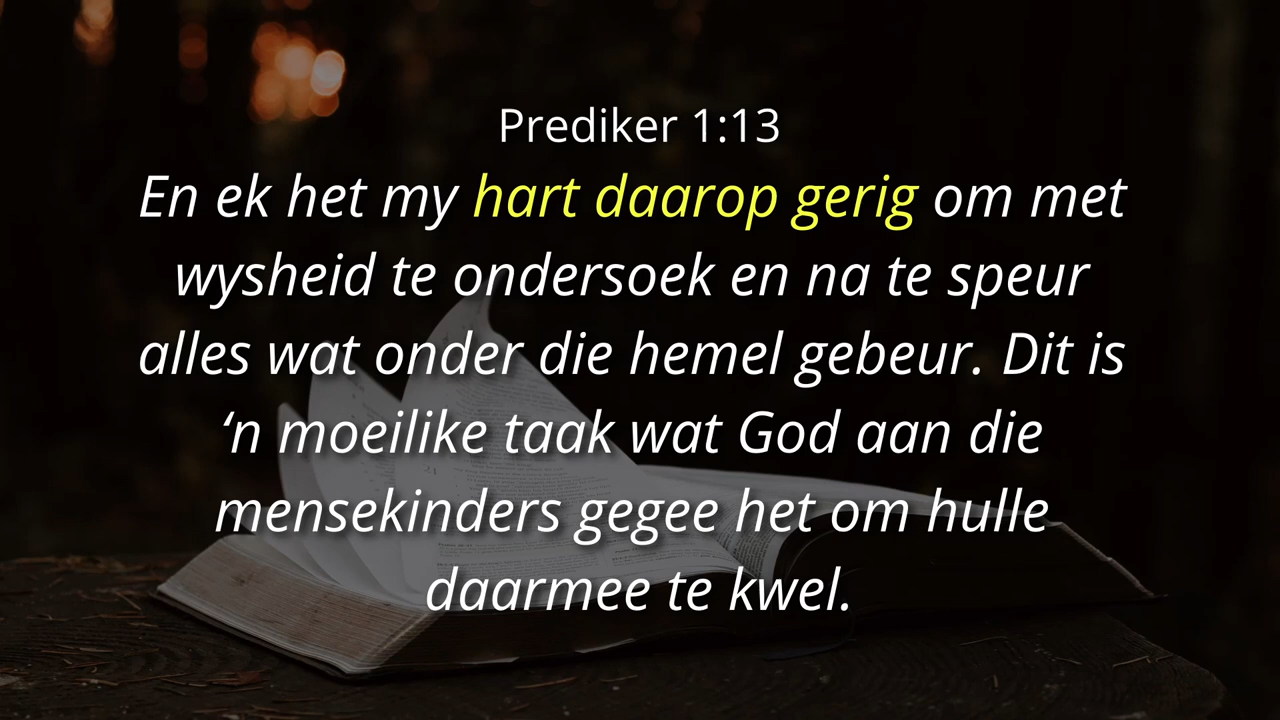 Prediker 1:13
En ek het my hart daarop gerig om met
wysheid te ondersoek en na te speur
alles wat onder die hemel gebeur. Dit is
‘n moeilike taak wat God aan die
mensekinders gegee het om hulle
daarmee te kwel.